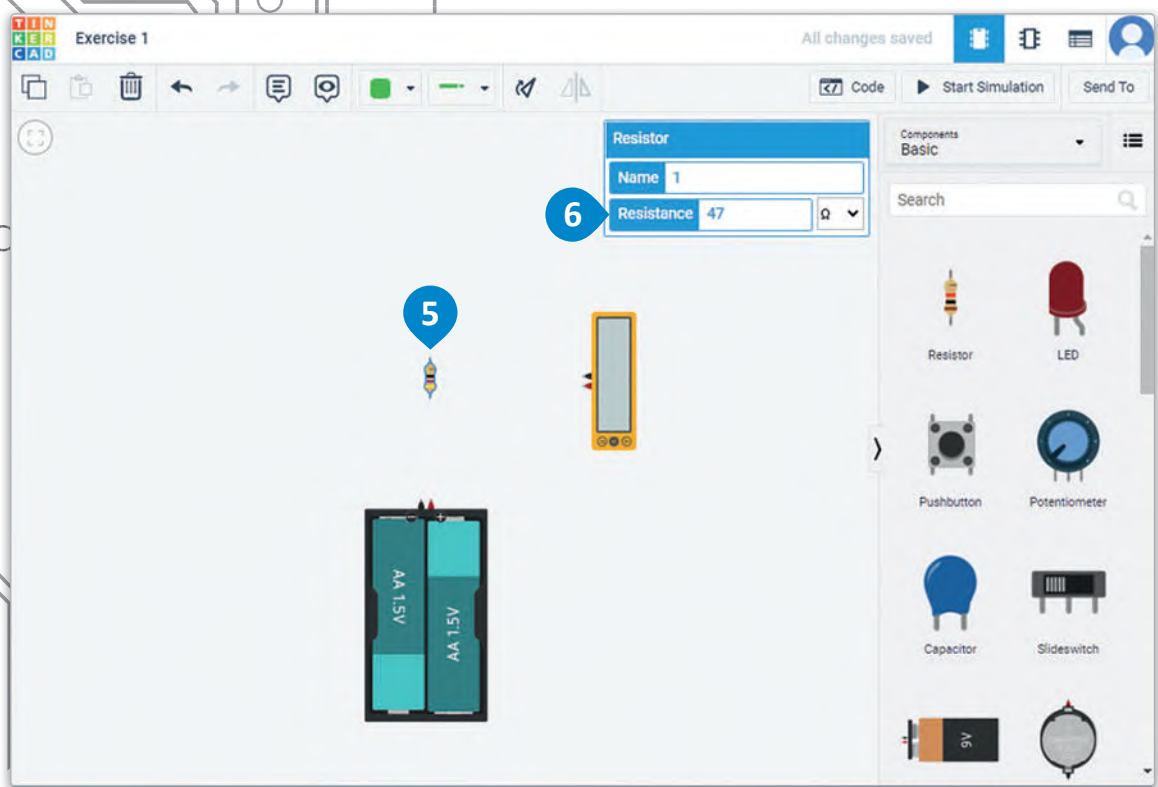 TIN
KER
CAD
Exercise 1
All changes saved
Code
Start Simulation
Send To
Resistor
Name 1
6
Resistance 47 Ω
Components
Basic
Search
5
Resistor
LED
Pushbutton
Potentiometer
Capacitor
Slideswitch
AA 1.5V
AA 1.5V
9V